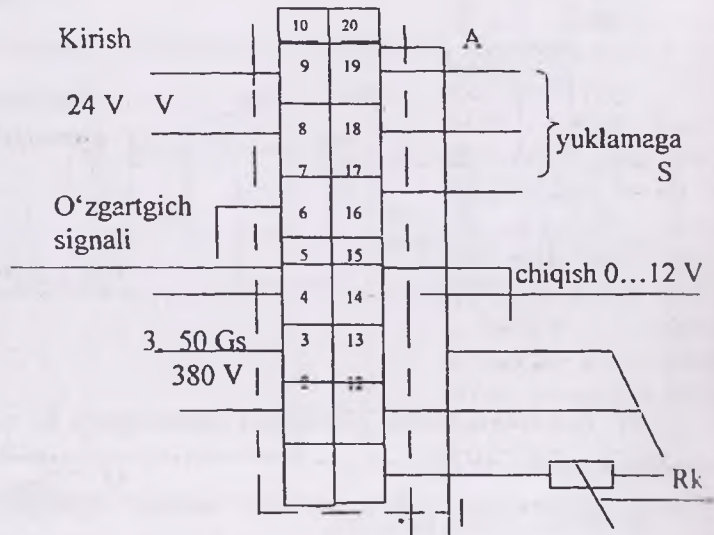 10 20
Kirish
A
9 19
24 V V
8 18
yuklamaga
S
7 17
O‘zgartgich
signali
6 16
5 15
chiqish 0...12 V
4 14
3 50 Gs
3 13
380 V
12
Rk